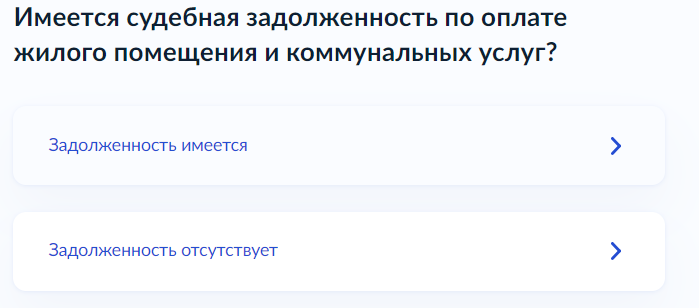 Имеется судебная задолженность по оплате
жилого помещения и коммунальных услуг?
Задолженность имеется
Задолженность отсутствует